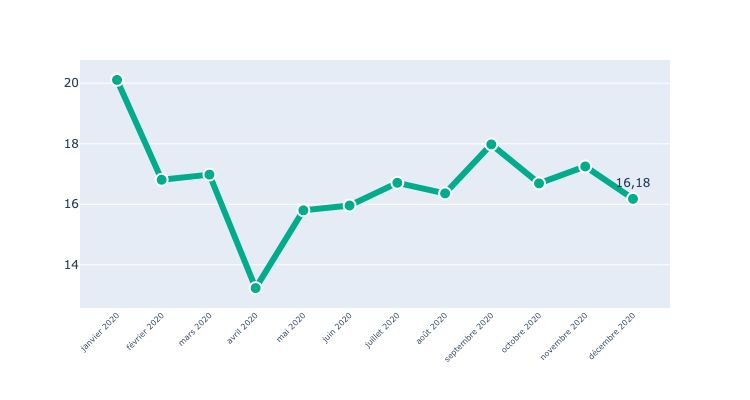 20
18
16
14
16,18
janvier 2020
février 2020
mars 2020
avril 2020
mai 2020
juin 2020
juillet 2020
août 2020
septembre 2020
octobre 2020
novembre 2020
décembre 2020